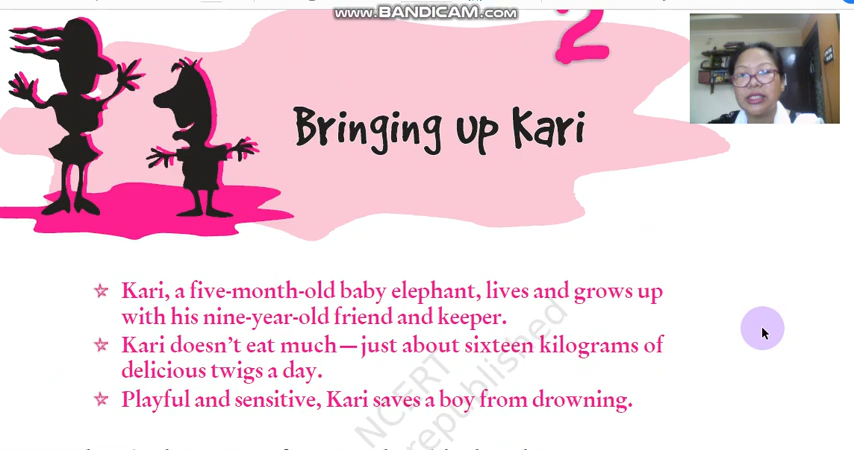 www.BANDICAM.com
2
Bringing up Kari
☆ Kari, a five-month-old baby elephant, lives and grows up
with his nine-year-old friend and keeper.
☆ Kari doesn't eat much—just about sixteen kilograms of
delicious twigs a day.
☆ Playful and sensitive, Kari saves a boy from drowning.
NCERT
republished